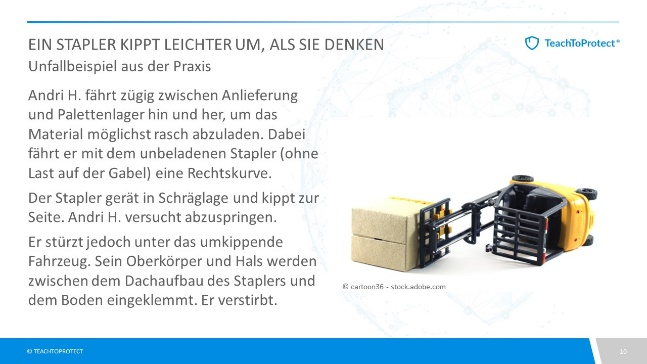 EIN STAPLER KIPPT LEICHTER UM, ALS SIE DENKEN
TeachToProtect®
Unfallbeispiel aus der Praxis
Andri H. fährt zügig zwischen Anlieferung
und Palettenlager hin und her, um das
Material möglichst rasch abzuladen. Dabei
fährt er mit dem unbeladenen Stapler (ohne
Last auf der Gabel) eine Rechtskurve.
Der Stapler gerät in Schräglage und kippt zur
Seite. Andri H. versucht abzuspringen.
Er stürzt jedoch unter das umkippende
Fahrzeug. Sein Oberkörper und Hals werden
zwischen dem Dachaufbau des Staplers und
dem Boden eingeklemmt. Er verstirbt.
© cartoon36 - stock.adobe.com
© TEACHTOPROTECT
10